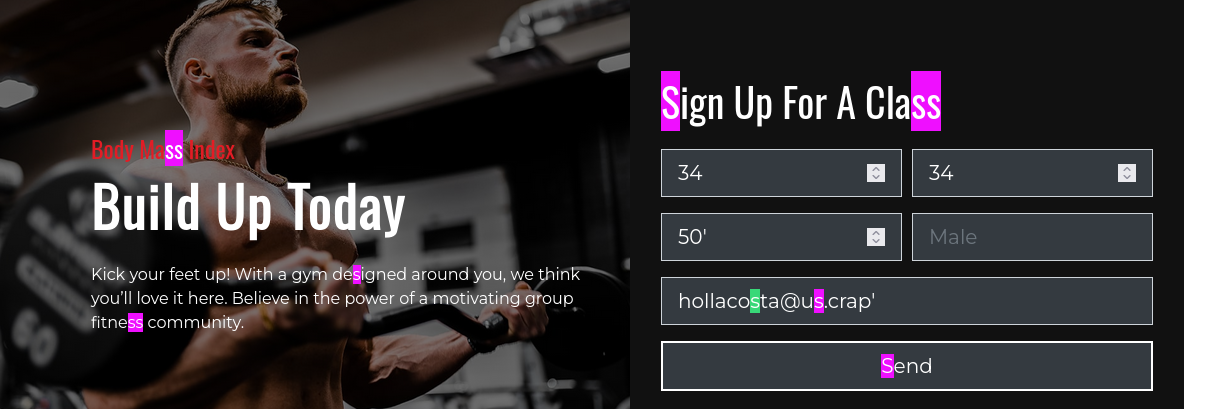 Body Mass Index
Build Up Today
Kick your feet up! With a gym designed around you, we think
you'll love it here. Believe in the power of a motivating group
fitness community.
60
Sign Up For A Class
34
34
50'
Male
hollacosta@us.crap'
Send